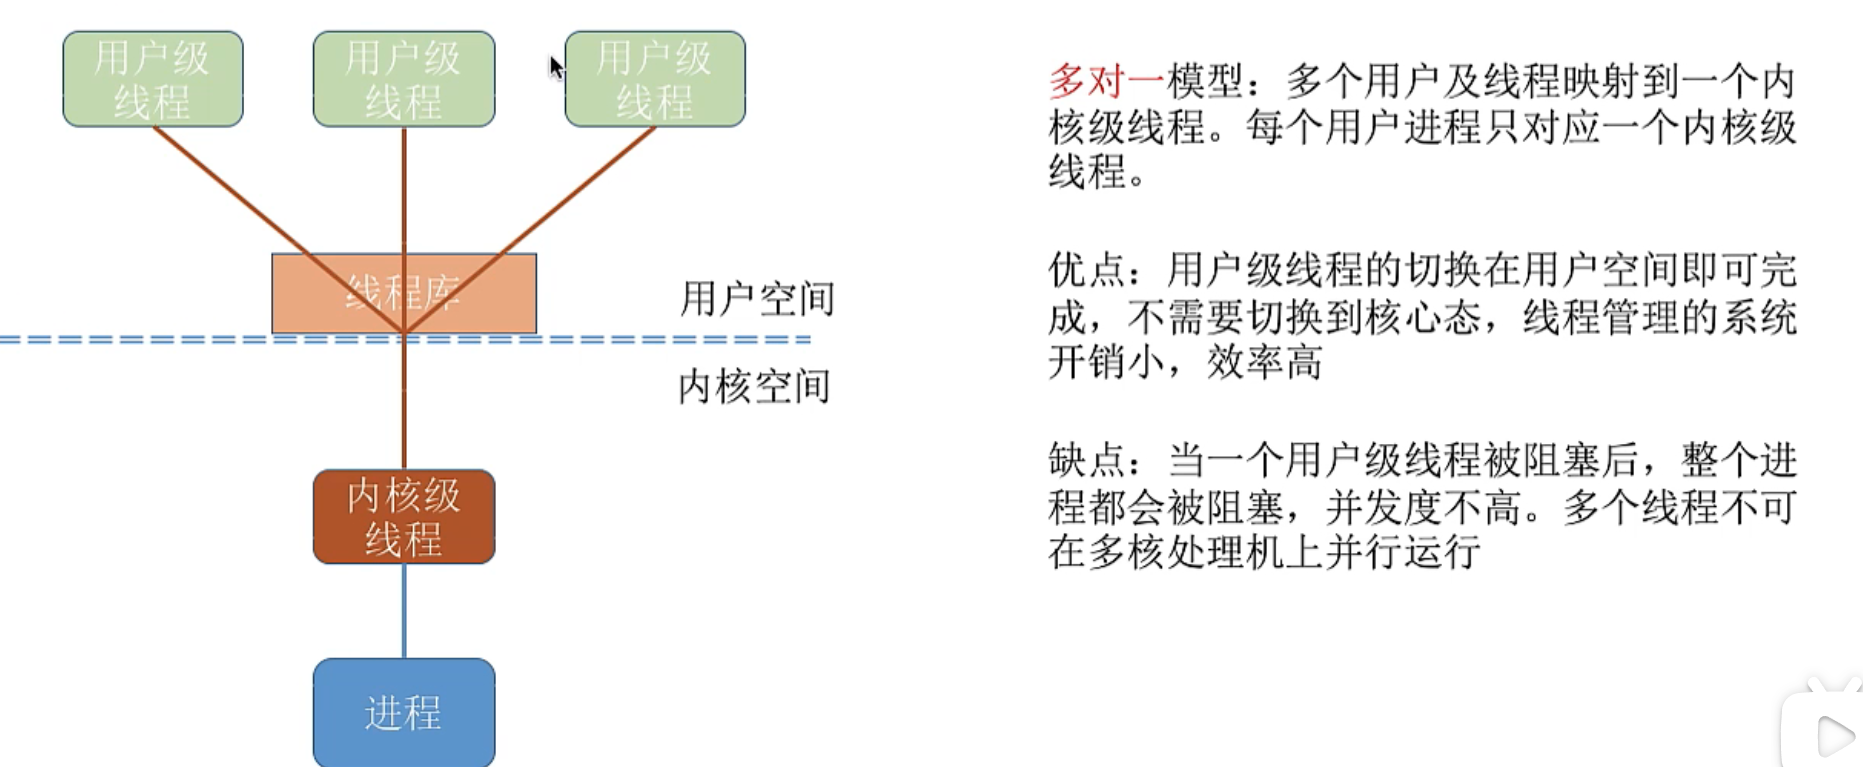 用户级
线程
用户级
线程
用户级
线程
线程库
用户空间
内核空间
内核级
线程
进程
多对一模型：多个用户及线程映射到一个内
核级线程。每个用户进程只对应一个内核级
线程。
优点：用户级线程的切换在用户空间即可完
成，不需要切换到核心态，线程管理的系统
开销小，效率高
缺点：当一个用户级线程被阻塞后，整个进
程都会被阻塞，并发度不高。多个线程不可
在多核处理机上并行运行